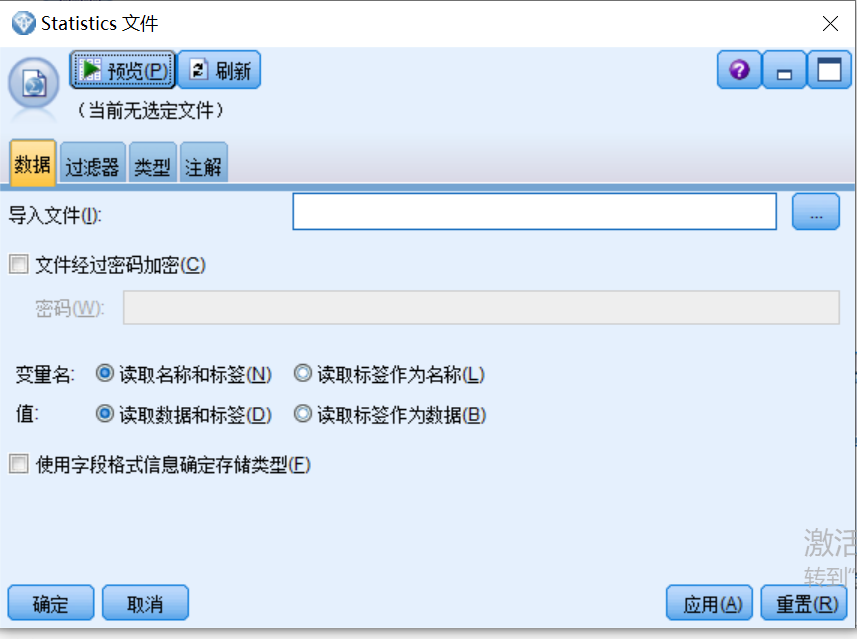 Statistics 文件
预览(P) 刷新
（当前无选定文件）
数据 过滤器 类型 注解
导入文件(I):
...
文件经过密码加密(C)
密码(W):
变量名: 读取名称和标签(N) 读取标签作为名称(L)
值: 读取数据和标签(D) 读取标签作为数据(B)
使用字段格式信息确定存储类型(F)
激活
转到"
确定 取消 应用(A) 重置(R)